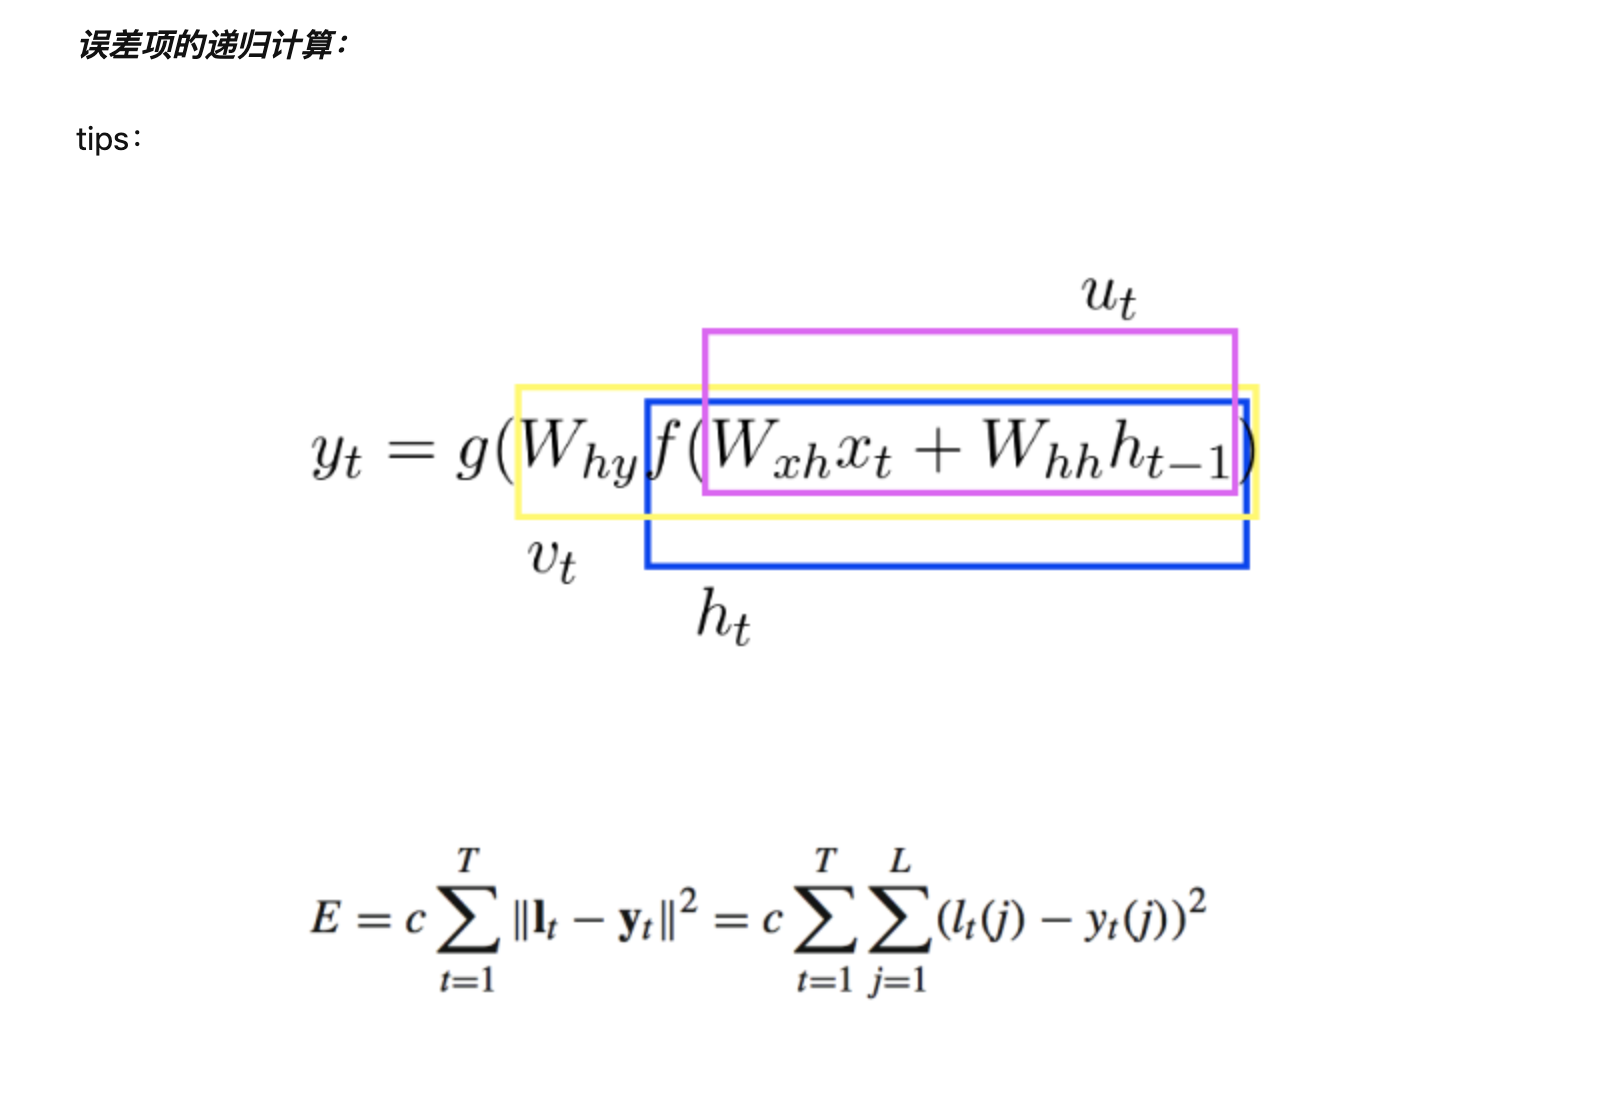 误差项的递归计算：
tips：
u_t
y_t = g(W_{hy}f(W_{xh}x_t + W_{hh}h_{t-1})
v_t
h_t
E = c \sum_{t=1}^{T} \|\mathbf{l}_t - \mathbf{y}_t\|^2 = c \sum_{t=1}^{T} \sum_{j=1}^{L} (l_t(j) - y_t(j))^2